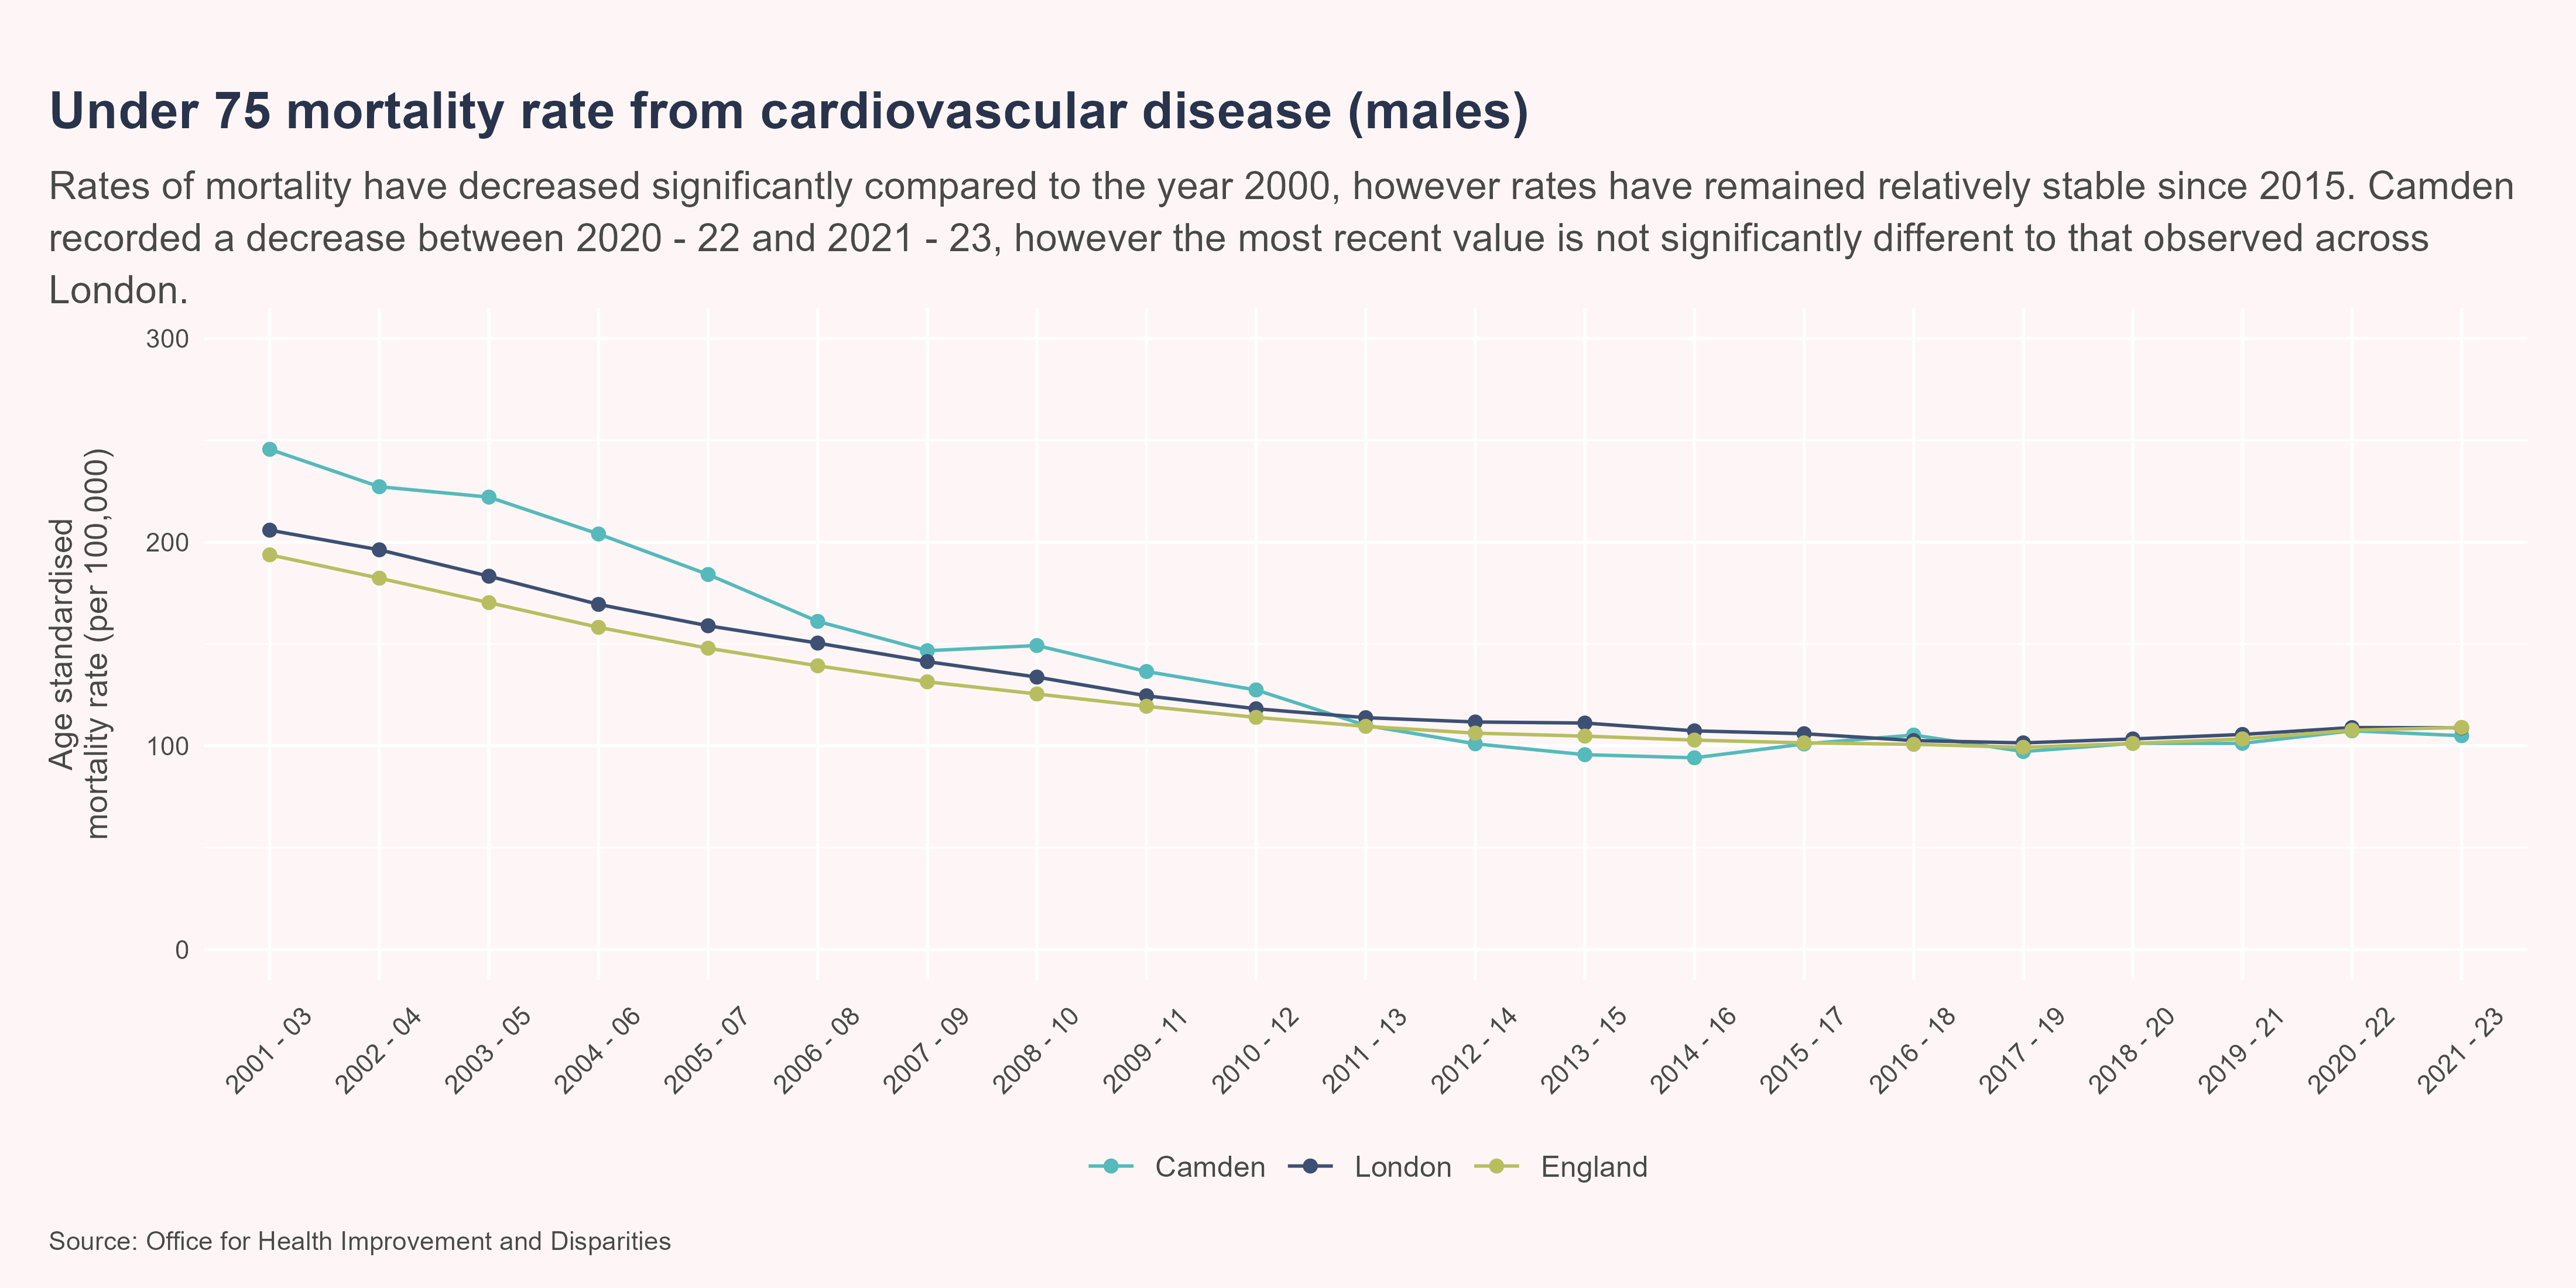 Under 75 mortality rate from cardiovascular disease (males)
Rates of mortality have decreased significantly compared to the year 2000, however rates have remained relatively stable since 2015. Camden
recorded a decrease between 2020 - 22 and 2021 - 23, however the most recent value is not significantly different to that observed across
London.
Age standardised
mortality rate (per 100,000)
300
200
100
0
2001 - 03
2002 - 04
2003 - 05
2004 - 06
2005 - 07
2006 - 08
2007 - 09
2008 - 10
2009 - 11
2010 - 12
2011 - 13
2012 - 14
2013 - 15
2014 - 16
2015 - 17
2016 - 18
2017 - 19
2018 - 20
2019 - 21
2020 - 22
2021 - 23
Camden London England
Source: Office for Health Improvement and Disparities